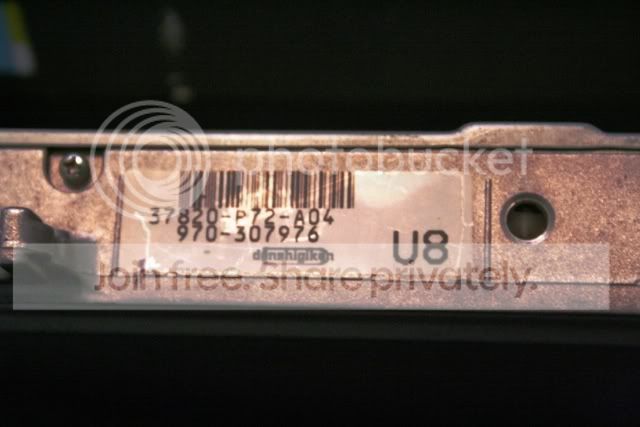 photobucket
37820-P72-A04
970-307976
denshigiken
U8
Join free. Share privately.